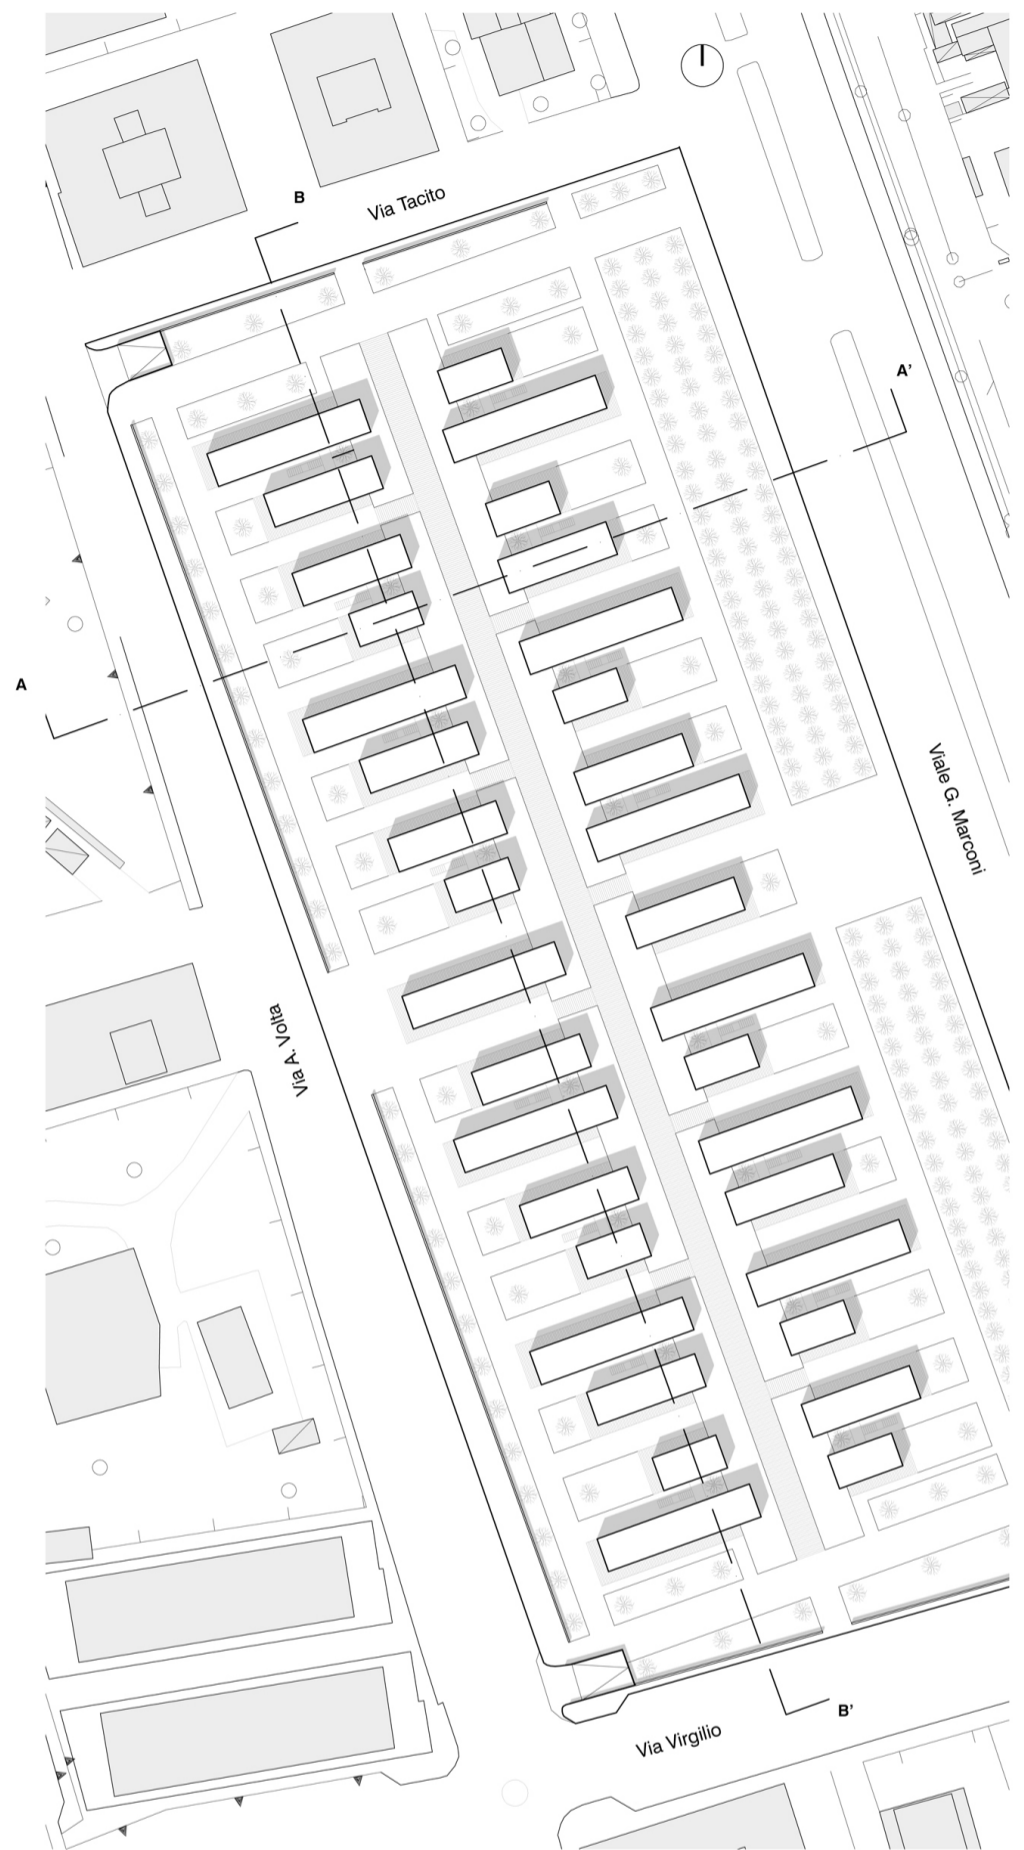 B
Via Tacito
A'
A
Viale G. Marconi
Via A. Volta
B'
Via Virgilio